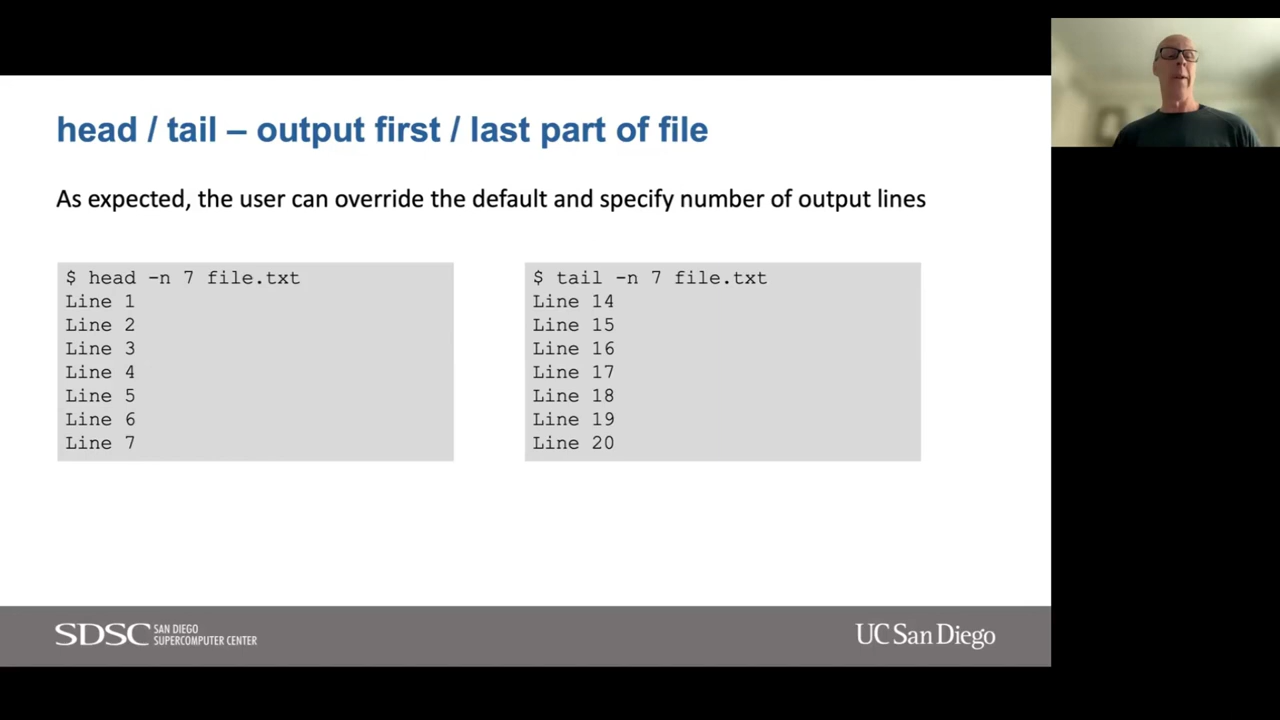 head / tail – output first / last part of file
As expected, the user can override the default and specify number of output lines
$ head -n 7 file.txt
Line 1
Line 2
Line 3
Line 4
Line 5
Line 6
Line 7
$ tail -n 7 file.txt
Line 14
Line 15
Line 16
Line 17
Line 18
Line 19
Line 20
SDSC SAN DIEGO
SUPERCOMPUTER CENTER
UC San Diego